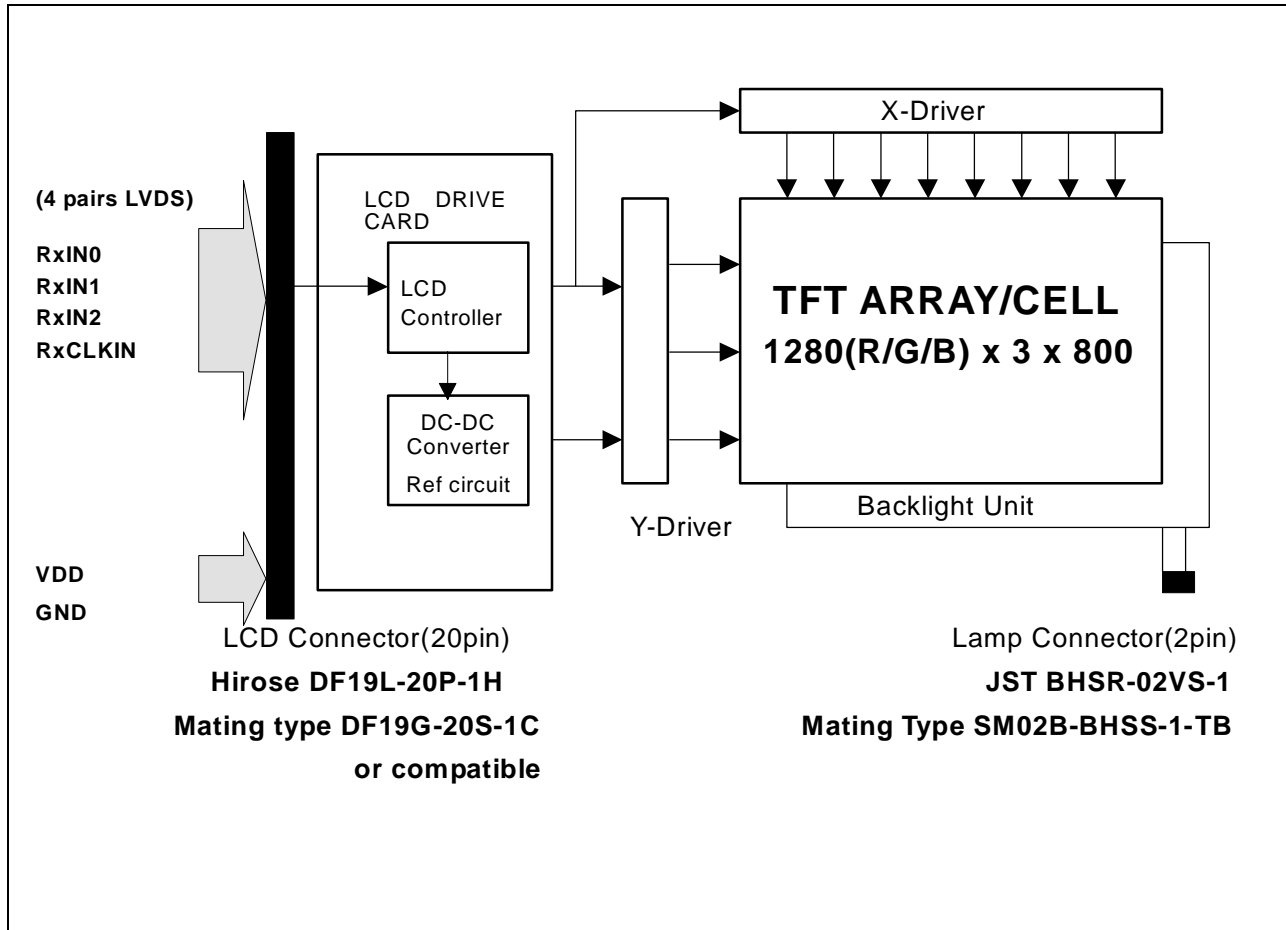 X-Driver
(4 pairs LVDS)
RxIN0
RxIN1
RxIN2
RxCLKIN
LCD DRIVE
CARD
LCD
Controller
DC-DC
Converter
Ref circuit
TFT ARRAY/CELL
1280(R/G/B) x 3 x 800
Backlight Unit
Y-Driver
VDD
GND
LCD Connector(20pin)
Hirose DF19L-20P-1H
Mating type DF19G-20S-1C
or compatible
Lamp Connector(2pin)
JST BHSR-02VS-1
Mating Type SM02B-BHSS-1-TB